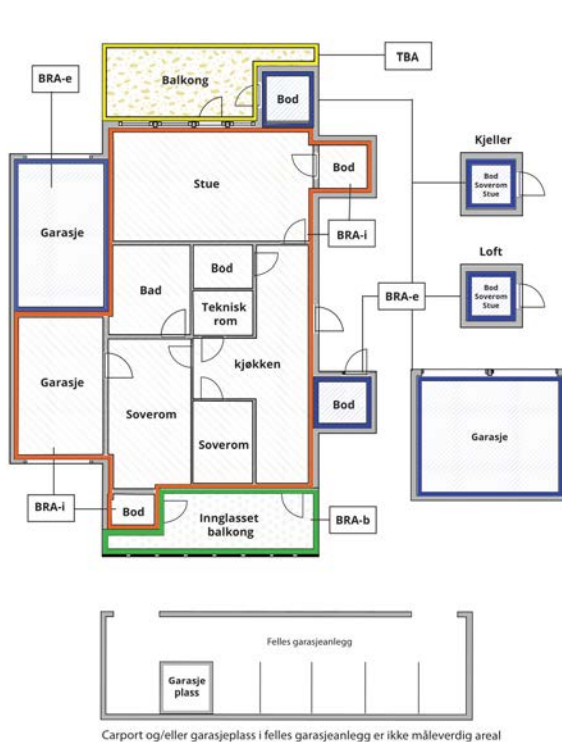 TBA
Balkong
BRA-e
Bod
Kjeller
Stue
Bod
Bod
Soverom
Stue
Garasje
BRA-i
Loft
Bod
Bad
Teknisk
rom
BRA-e
Bod
Soverom
Stue
kjøkken
Garasje
Soverom
Bod
Garasje
Soverom
BRA-i
Bod
Innglasset
balkong
BRA-b
Felles garasjeanlegg
Garasje
plass
Carport og/eller garasjeplass i felles garasjeanlegg er ikke måleverdig areal